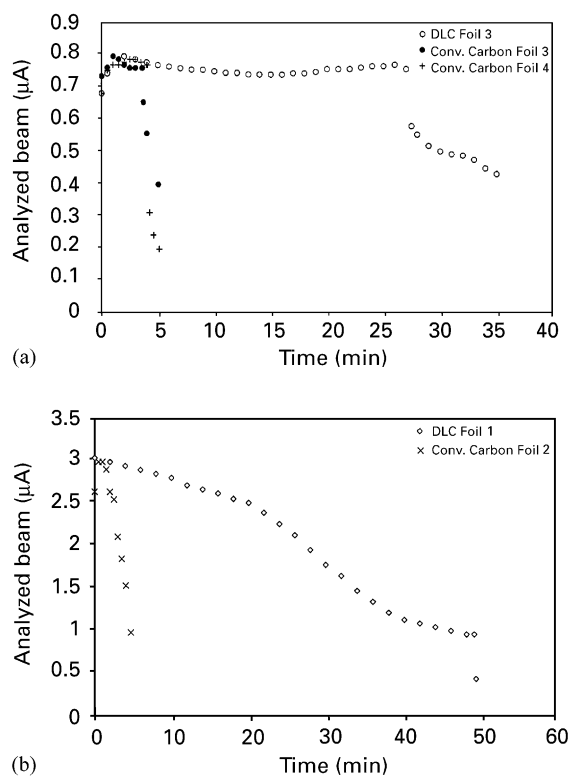 0.9
0.8
0.7
0.6
0.5
0.4
0.3
0.2
0.1
0
Analyzed beam (µA)
DLC Foil 3
Conv. Carbon Foil 3
Conv. Carbon Foil 4
0 5 10 15 20 25 30 35 40
Time (min)
(a)
3.5
3
2.5
2
1.5
1
0.5
0
Analyzed beam (µA)
DLC Foil 1
Conv. Carbon Foil 2
0 10 20 30 40 50 60
Time (min)
(b)